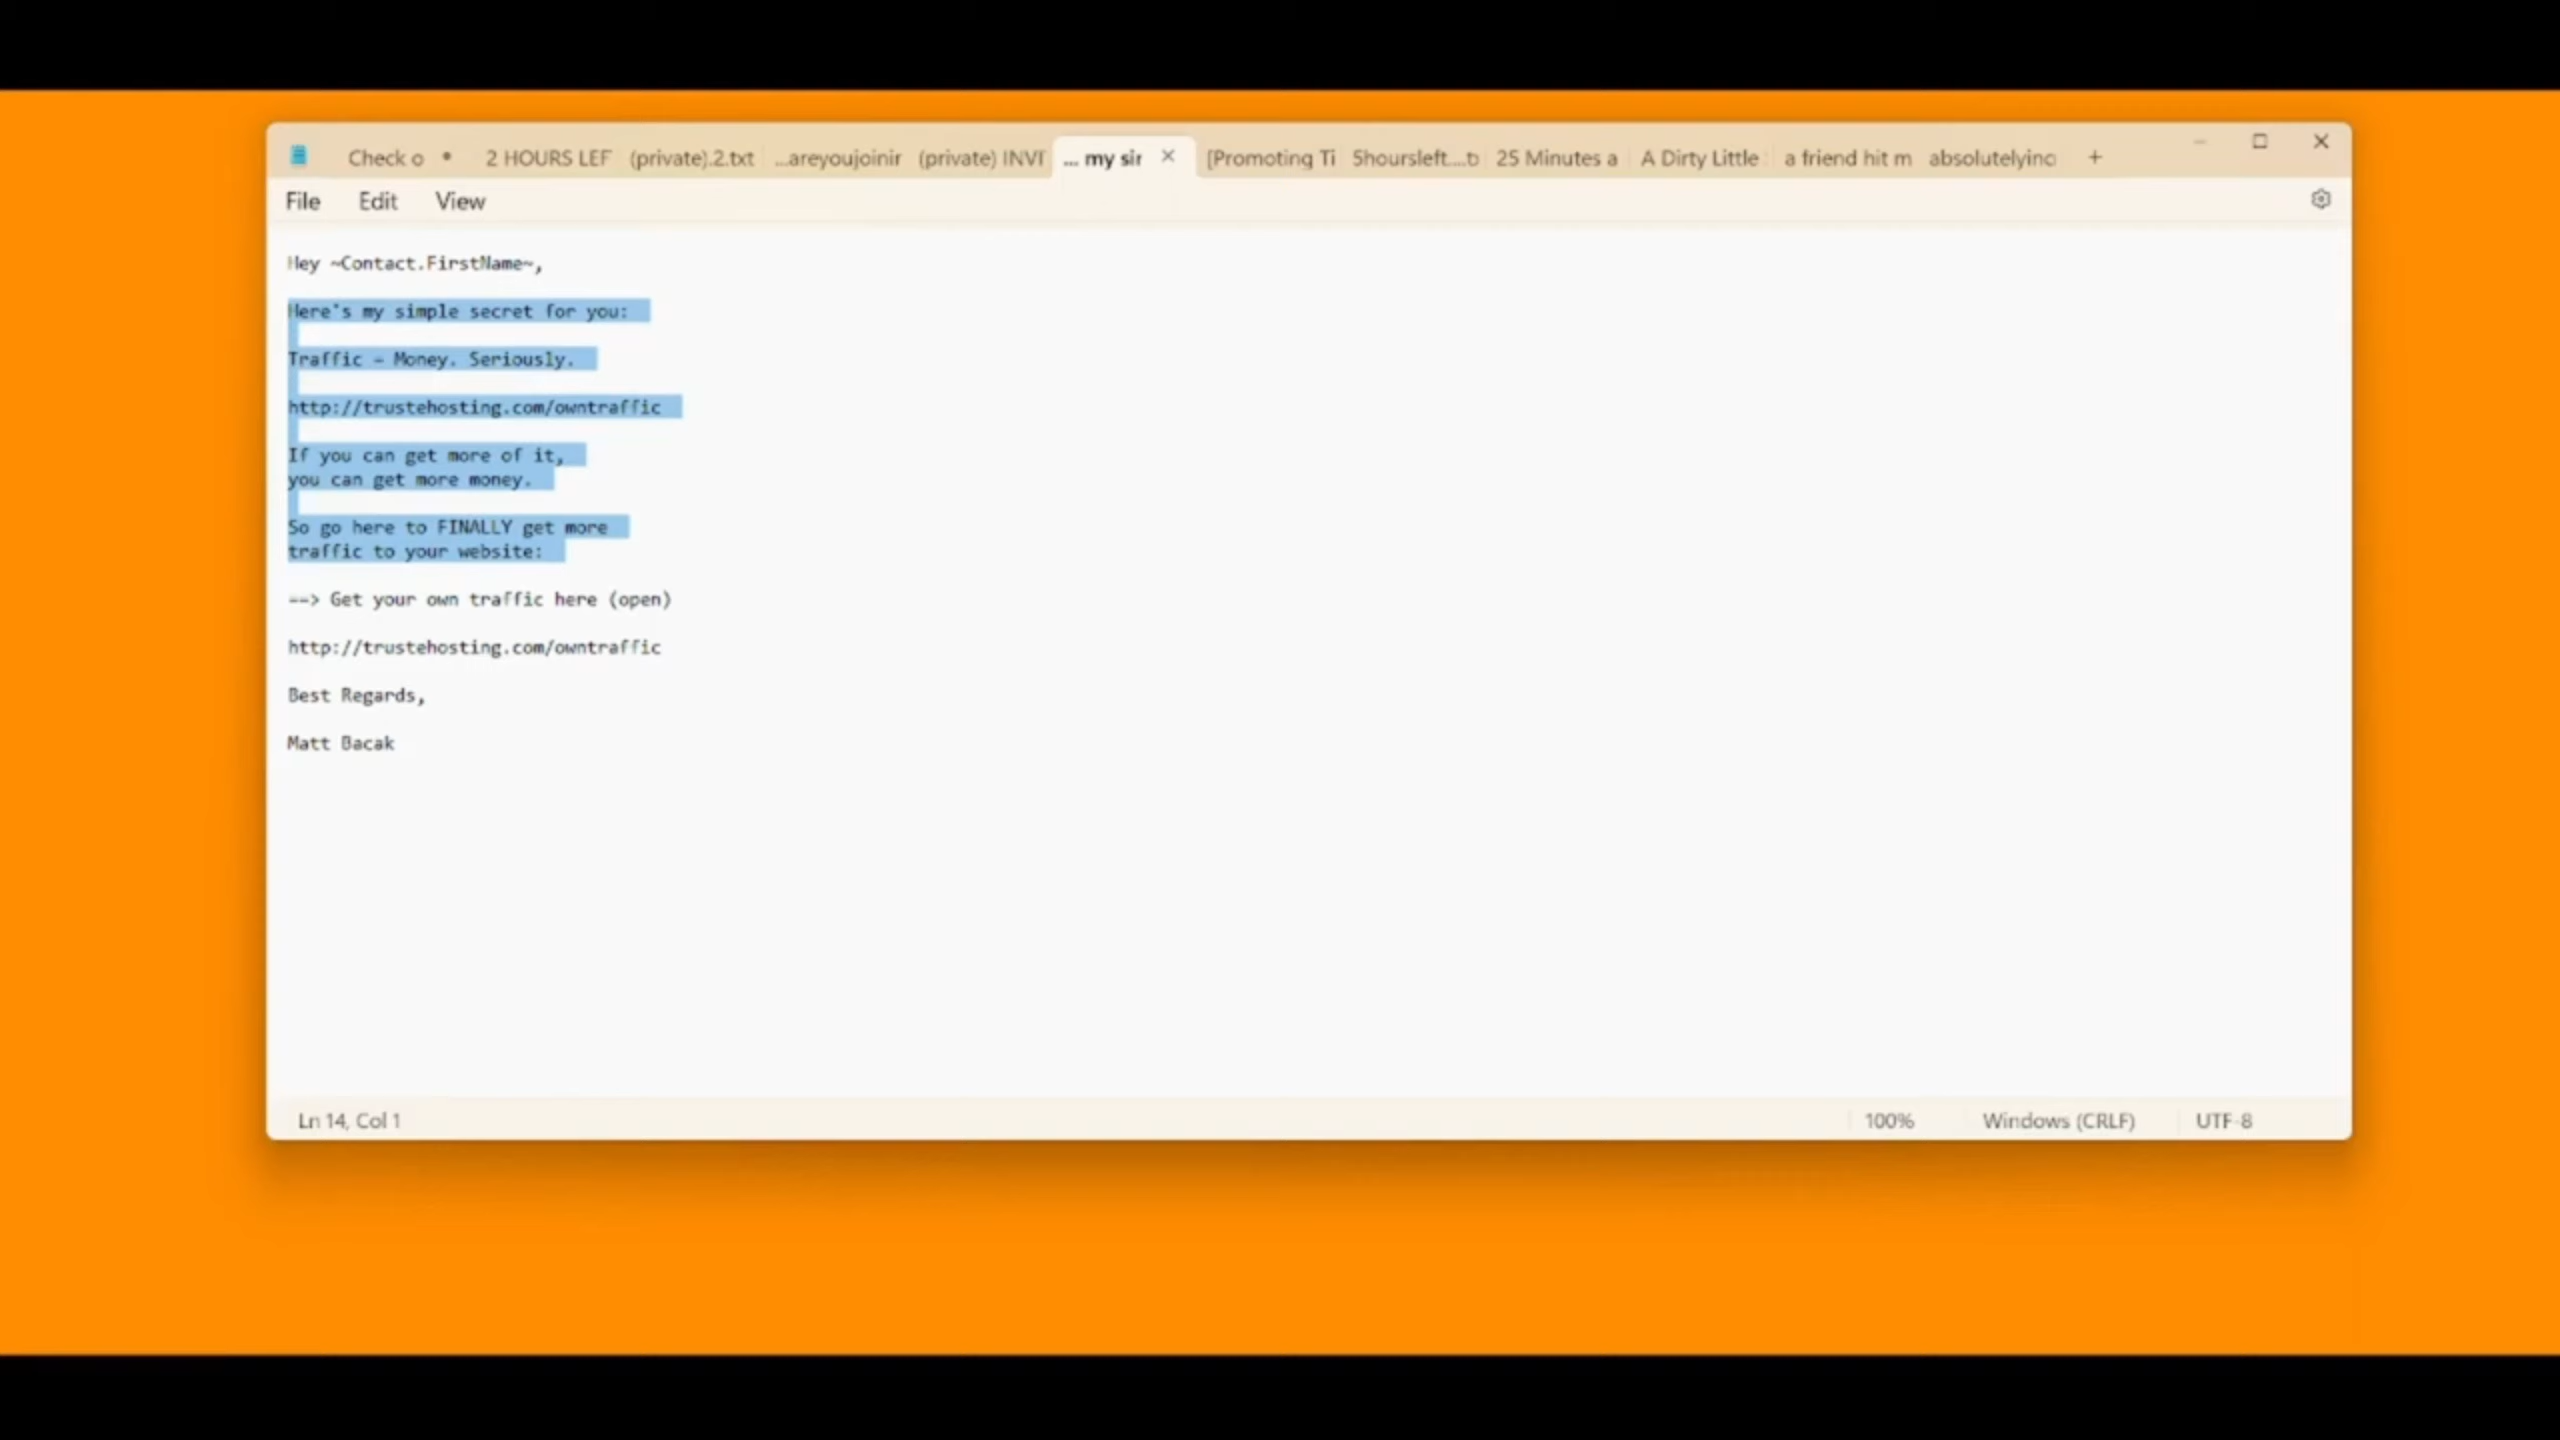 Check o
2 HOURS LEF
(private).2.txt
...areyoujoinir
(private) INVI
... my sir
[Promoting Ti
5hoursleft....b
25 Minutes a
A Dirty Little
a friend hit m
absolutelyinc
File Edit View
Hey ~Contact.FirstName~,
Here's my simple secret for you:
Traffic = Money. Seriously.
http://trustehosting.com/owntraffic
If you can get more of it,
you can get more money.
So go here to FINALLY get more
traffic to your website:
--> Get your own traffic here (open)
http://trustehosting.com/owntraffic
Best Regards,
Matt Bacak
Ln 14, Col 1
100%
Windows (CRLF)
UTF-8